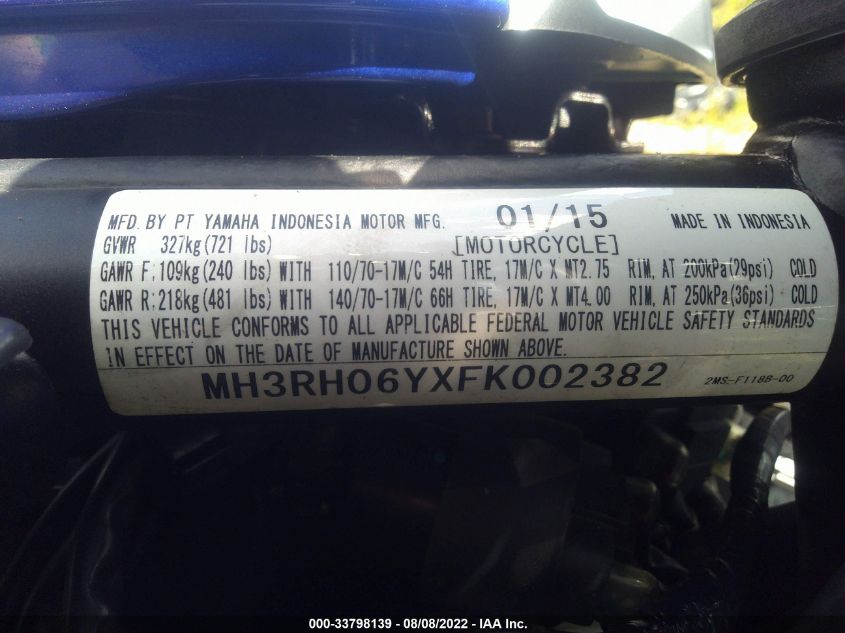 MFD. BY PT YAMAHA INDONESIA MOTOR MFG. 01/15 MADE IN INDONESIA
GVWR 327kg(721 lbs) [MOTORCYCLE]
GAWR F:109kg(240 lbs) WITH 110/70-17M/C 54H TIRE, 17M/C X MT2.75 RIM, AT 200kPa(29psi) COLD
GAWR R:218kg(481 lbs) WITH 140/70-17M/C 66H TIRE, 17M/C X MT4.00 RIM, AT 250kPa(36psi) COLD
THIS VEHICLE CONFORMS TO ALL APPLICABLE FEDERAL MOTOR VEHICLE SAFETY STANDARDS
IN EFFECT ON THE DATE OF MANUFACTURE SHOWN ABOVE.
MH3RH06YXFK002382 2MS-F118B-00
000-33798139 - 08/08/2022 - IAA Inc.